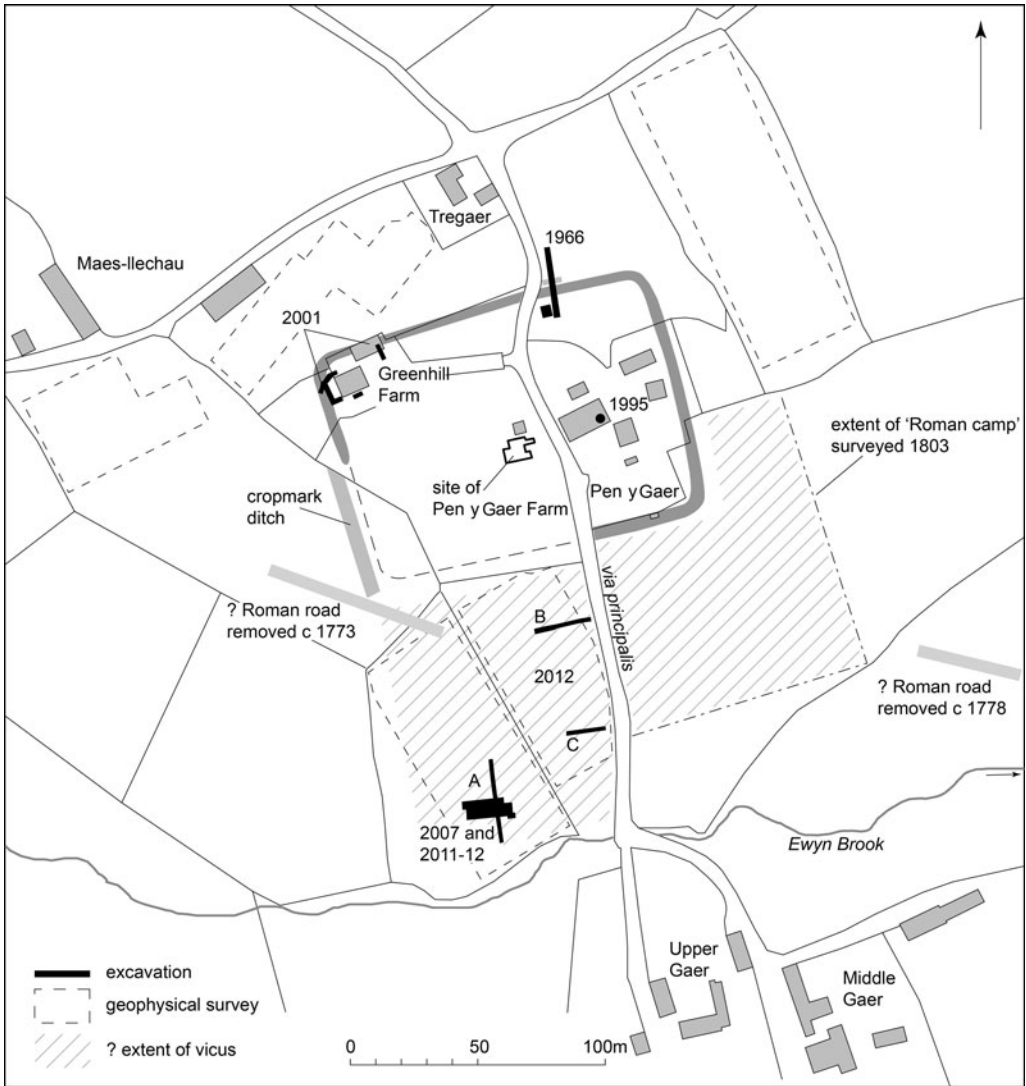 Tregaer
1966
Maes-llechau
2001
Greenhill
Farm
1995
extent of 'Roman camp'
surveyed 1803
site of
Pen y Gaer Farm
Pen y Gaer
cropmark
ditch
via principalis
? Roman road
removed c 1773
B
2012
? Roman road
removed c 1778
C
A
2007 and
2011-12
Ewyn Brook
Upper
Gaer
Middle
Gaer
excavation
geophysical survey
? extent of vicus
0 50 100m